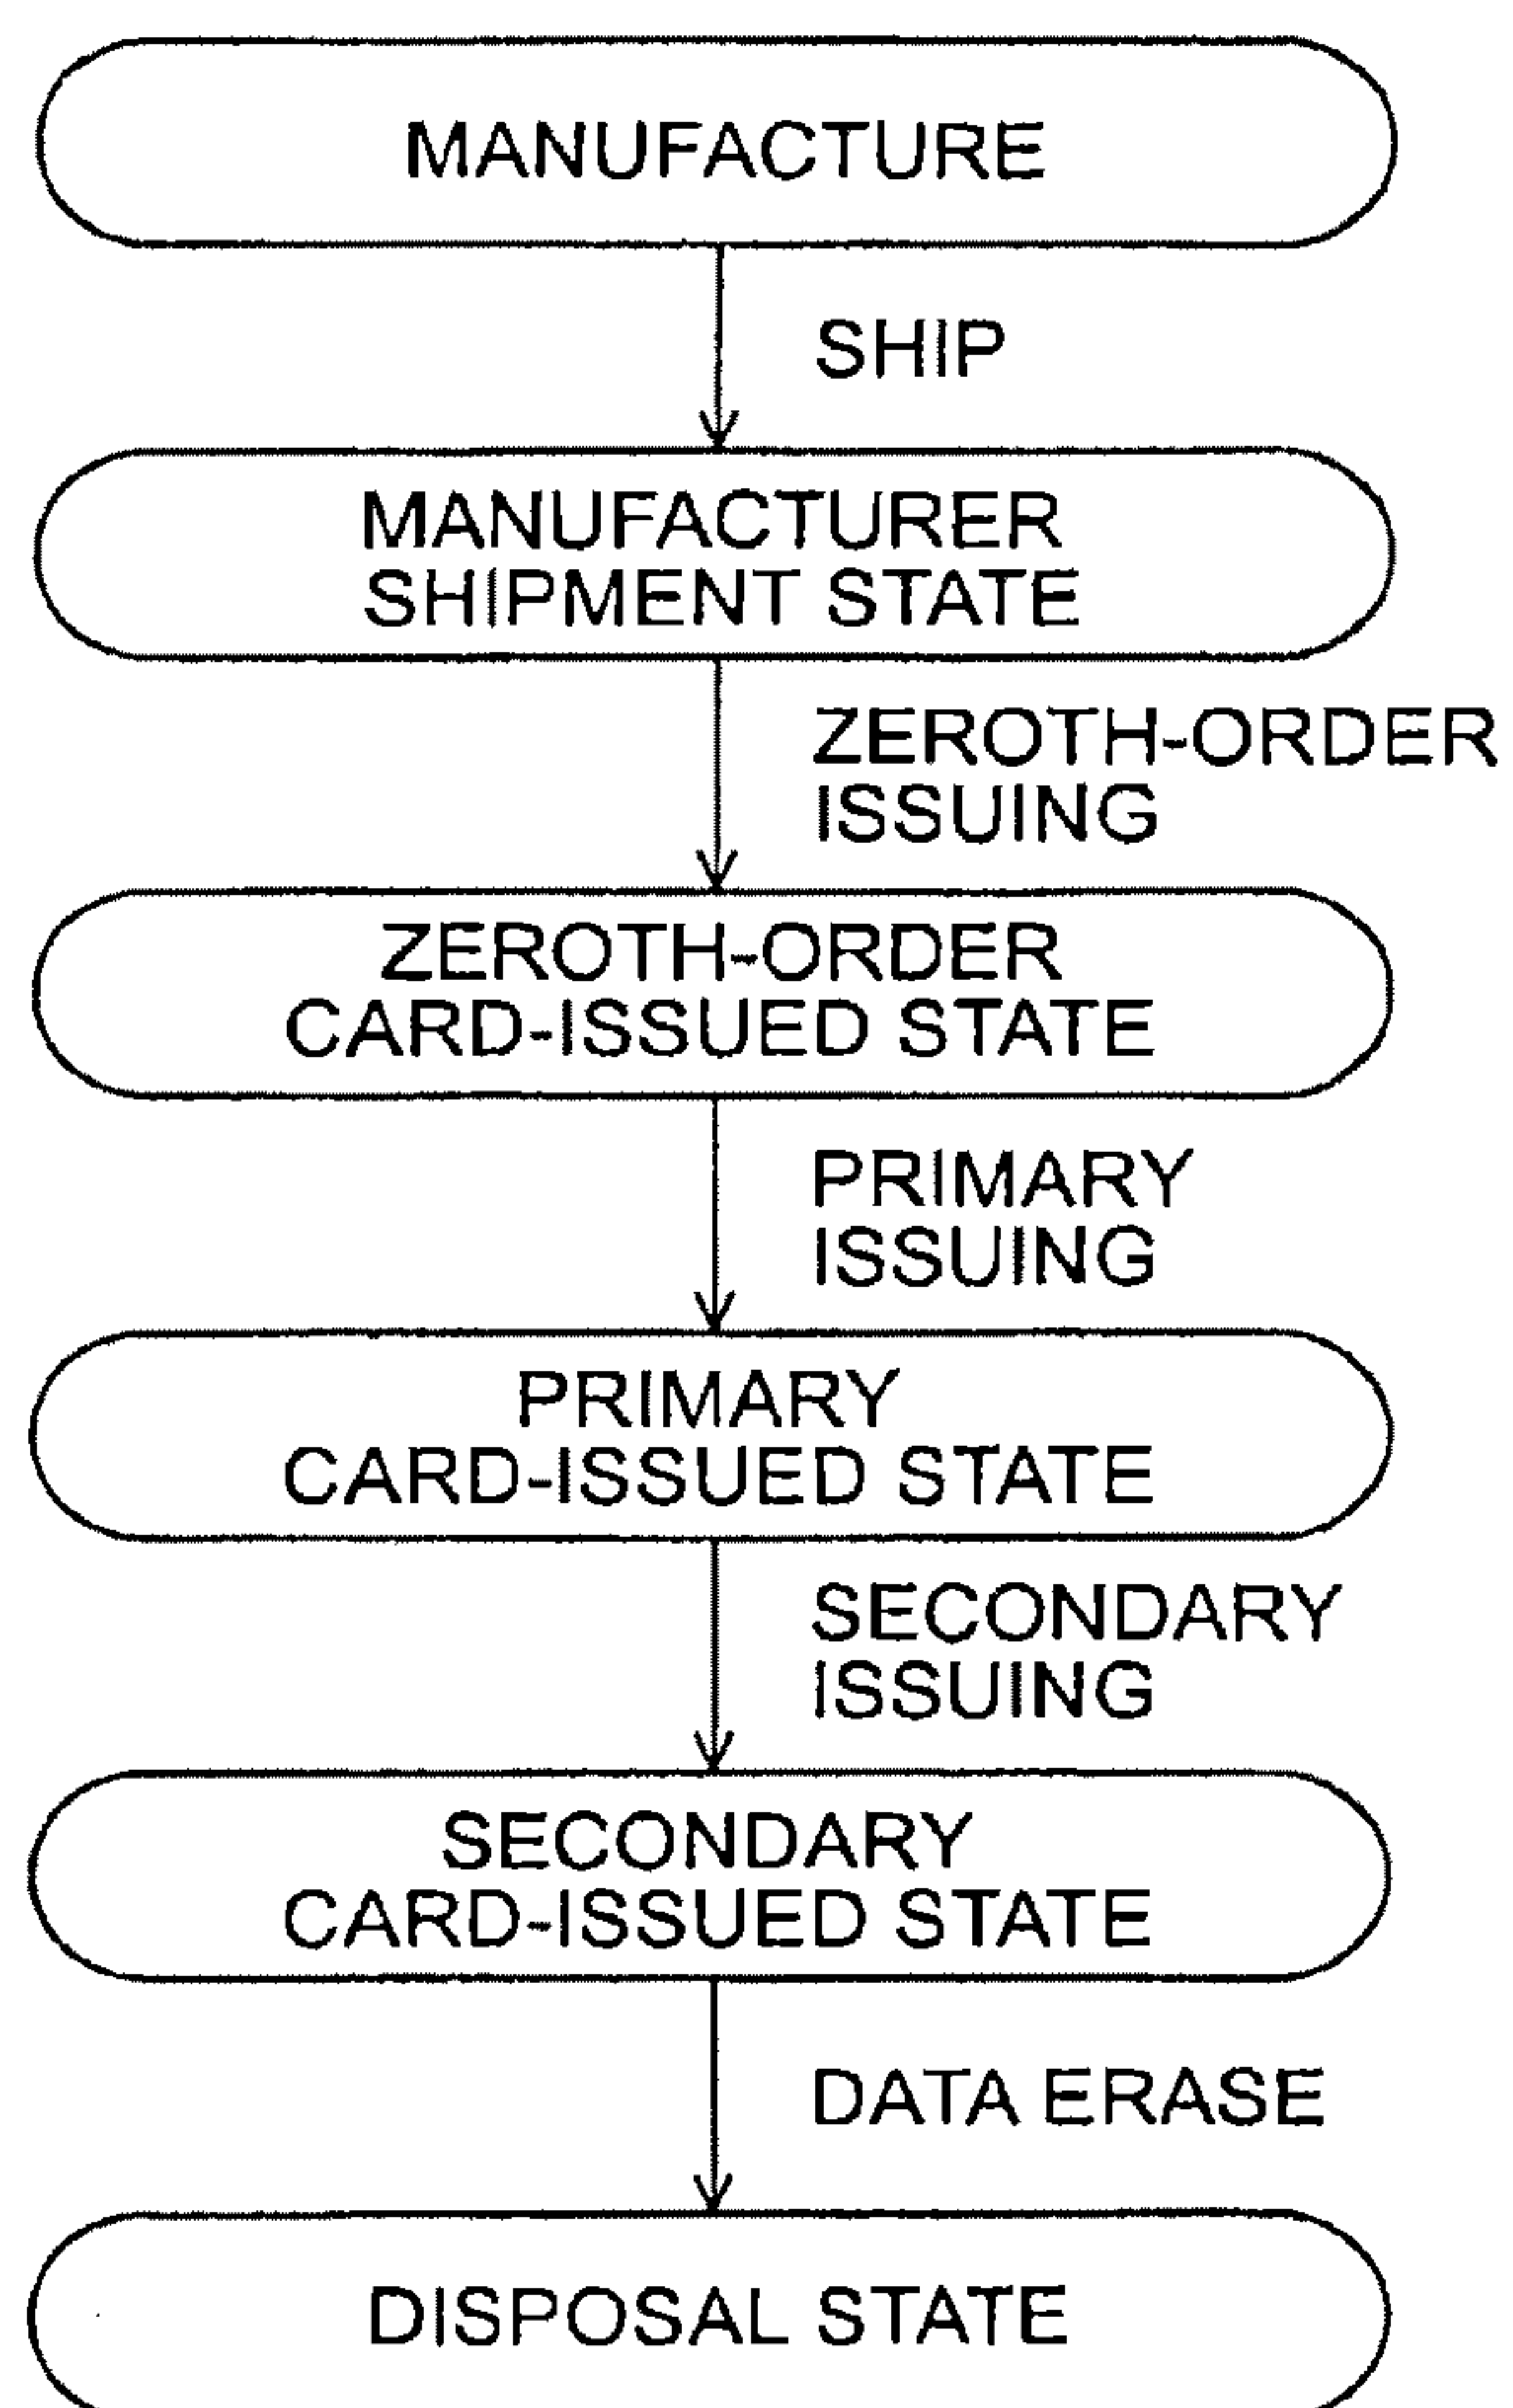 MANUFACTURE
SHIP
MANUFACTURER
SHIPMENT STATE
ZEROTH-ORDER
ISSUING
ZEROTH-ORDER
CARD-ISSUED STATE
PRIMARY
ISSUING
PRIMARY
CARD-ISSUED STATE
SECONDARY
ISSUING
SECONDARY
CARD-ISSUED STATE
DATA ERASE
DISPOSAL STATE